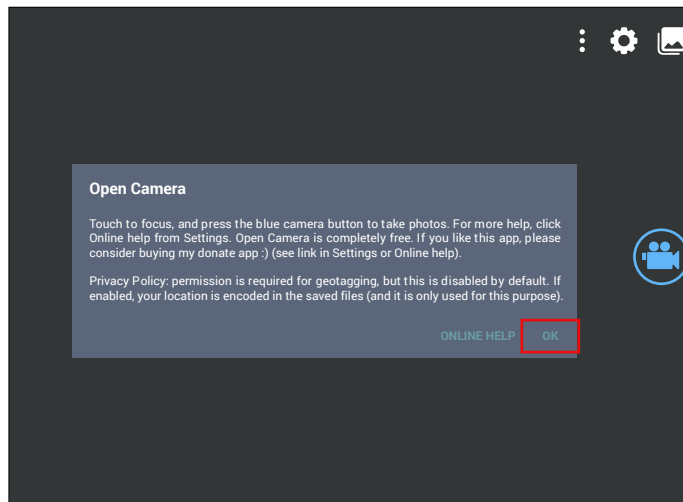 Open Camera
Touch to focus, and press the blue camera button to take photos. For more help, click
Online help from Settings. Open Camera is completely free. If you like this app, please
consider buying my donate app :) (see link in Settings or Online help).
Privacy Policy: permission is required for geotagging, but this is disabled by default. If
enabled, your location is encoded in the saved files (and it is only used for this purpose).
ONLINE HELP OK